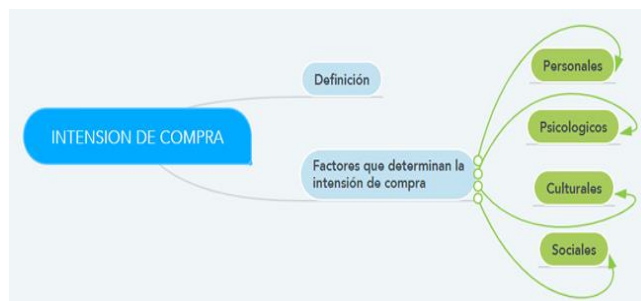 INTENSION DE COMPRA
Definición
Factores que determinan la
intensión de compra
Personales
Psicologicos
Culturales
Sociales